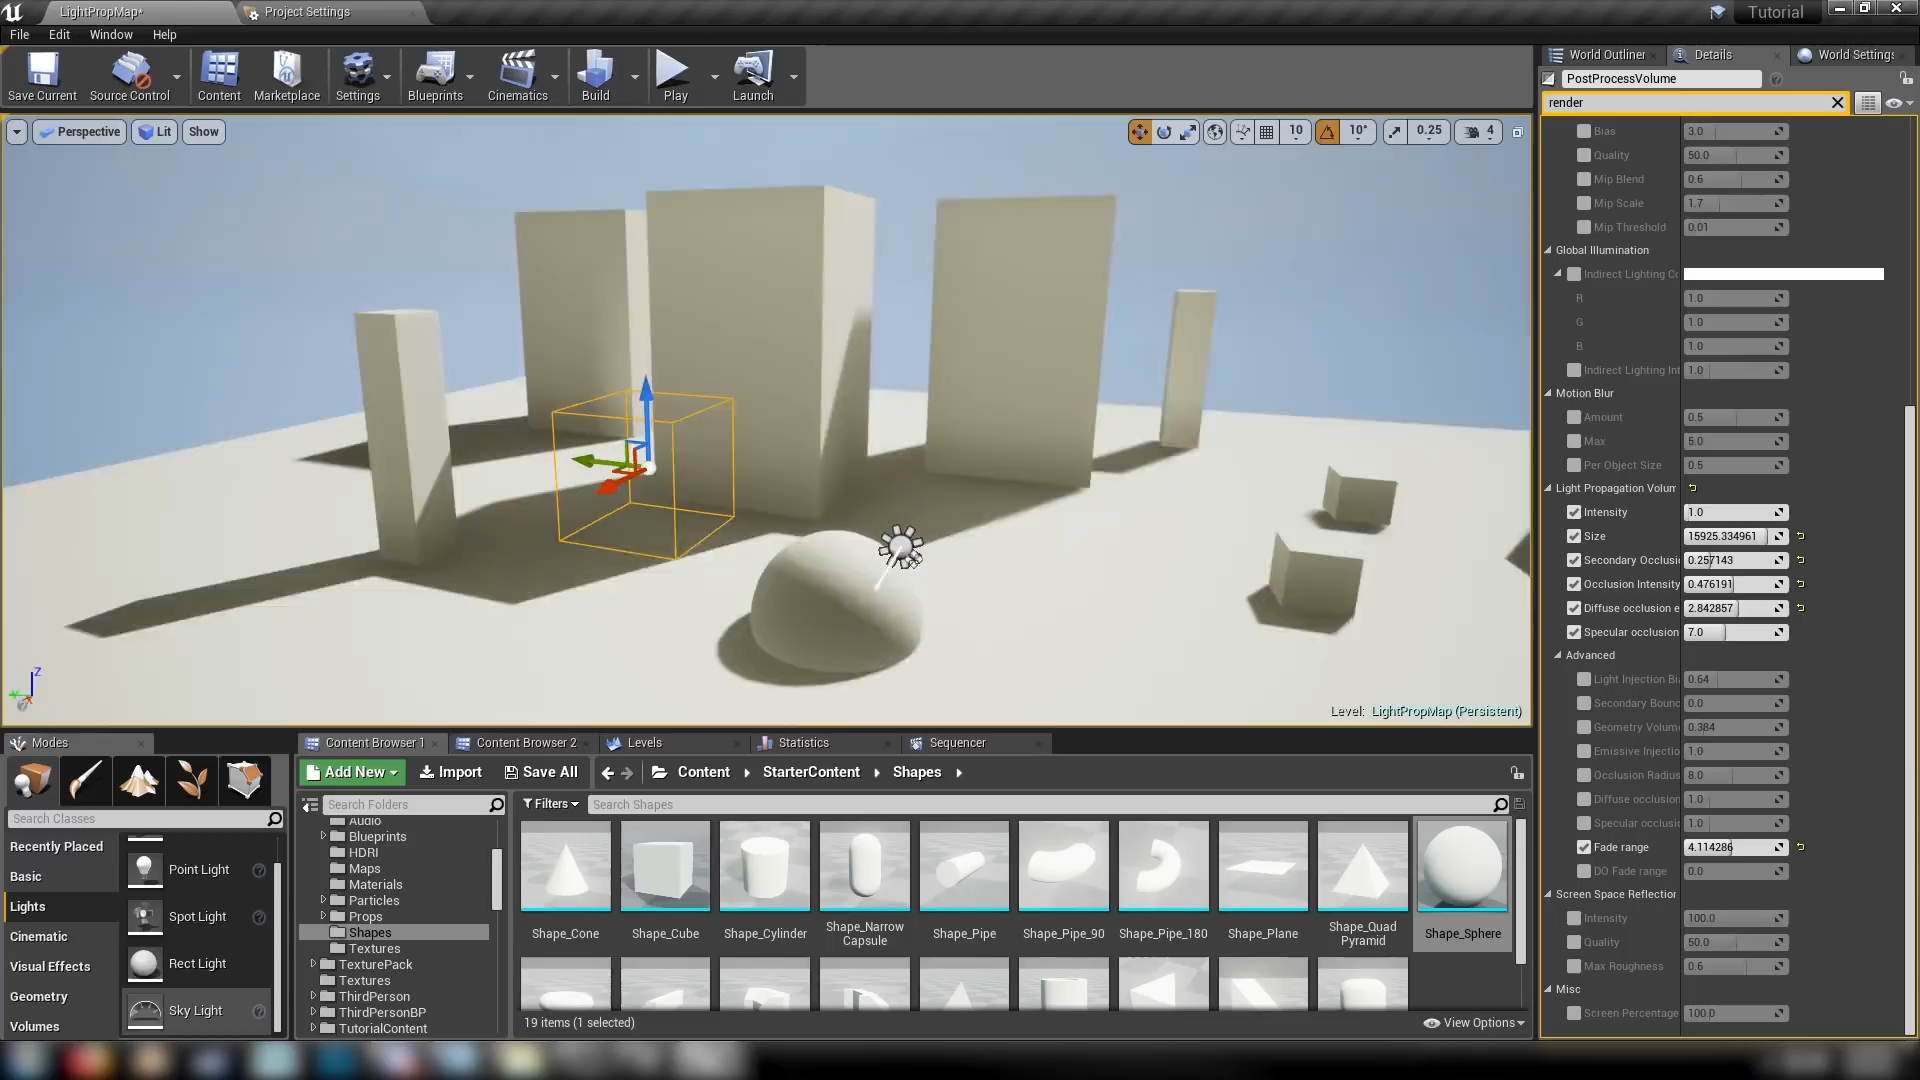 LightPropMap*
Project Settings
Tutorial
File Edit Window Help
Save Current
Source Control
Content
Marketplace
Settings
Blueprints
Cinematics
Build
Play
Launch
World Outliner
Details
World Settings
PostProcessVolume
render
Perspective
Lit
Show
10
10°
0.25
4
Bias 3.0
Quality 50.0
Mip Blend 0.6
Mip Scale 1.7
Mip Threshold 0.01
Global Illumination
Indirect Lighting Co
R 1.0
G 1.0
B 1.0
Indirect Lighting Int 1.0
Motion Blur
Amount 0.5
Max 5.0
Per Object Size 0.5
Light Propagation Volum
Intensity 1.0
Size 15925.334961
Secondary Occlusi 0.257143
Occlusion Intensity 0.476191
Diffuse occlusion e 2.842857
Specular occlusion 7.0
Advanced
Light Injection Bi 0.64
Secondary Bounc 0.0
Geometry Volume 0.384
Emissive Injectio 1.0
Occlusion Radius 8.0
Diffuse occlusion 1.0
Specular occlusio 1.0
Fade range 4.114286
DO Fade range 0.0
Screen Space Reflection
Intensity 100.0
Quality 50.0
Max Roughness 0.6
Misc
Screen Percentage 100.0
Z
Level: LightPropMap (Persistent)
Modes
Search Classes
Recently Placed
Basic
Lights
Cinematic
Visual Effects
Geometry
Volumes
Point Light
Spot Light
Rect Light
Sky Light
Content Browser 1
Content Browser 2
Levels
Statistics
Sequencer
Add New
Import
Save All
Content
StarterContent
Shapes
Search Folders
Filters
Search Shapes
Audio
Blueprints
HDRI
Maps
Materials
Particles
Props
Shapes
Textures
TexturePack
Textures
ThirdPerson
ThirdPersonBP
TutorialContent
Shape_Cone
Shape_Cube
Shape_Cylinder
Shape_Narrow
Capsule
Shape_Pipe
Shape_Pipe_90
Shape_Pipe_180
Shape_Plane
Shape_Quad
Pyramid
Shape_Sphere
19 items (1 selected)
View Options